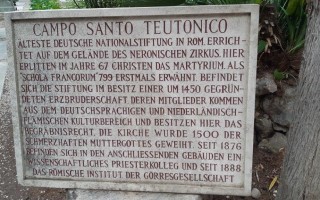 CAMPO SANTO TEUTONICO
ÄLTESTE DEUTSCHE NATIONALSTIFTUNG IN ROM. ERRICH-
TET AUF DEM GELÄNDE DES NERONISCHEN ZIRKUS. HIER
ERLITTEN IM JAHRE 67 CHRISTEN DAS MARTYRIUM. ALS
SCHOLA FRANCORUM 799 ERSTMALS ERWÄHNT. BEFINDET
SICH DIE STIFTUNG IM BESITZ EINER UM 1450 GEGRÜN-
DETEN ERZBRUDERSCHAFT DEREN MITGLIEDER KOMMEN
AUS DEM DEUTSCHSPRACHIGEN UND NIEDERLÄNDISCH-
FLÄMISCHEN KULTURBEREICH UND BESITZEN HIER DAS
BEGRÄBNISRECHT. DIE KIRCHE WURDE 1500 DER
SCHMERZHAFTEN MUTTERGOTTES GEWEIHT. SEIT 1876
BEFINDEN SICH IN DEN ANSCHLIESSENDEN GEBÄUDEN EIN
WISSENSCHAFTLICHES PRIESTERKOLLEG UND SEIT 1888
DAS RÖMISCHE INSTITUT DER GÖRRESGESELLSCHAFT